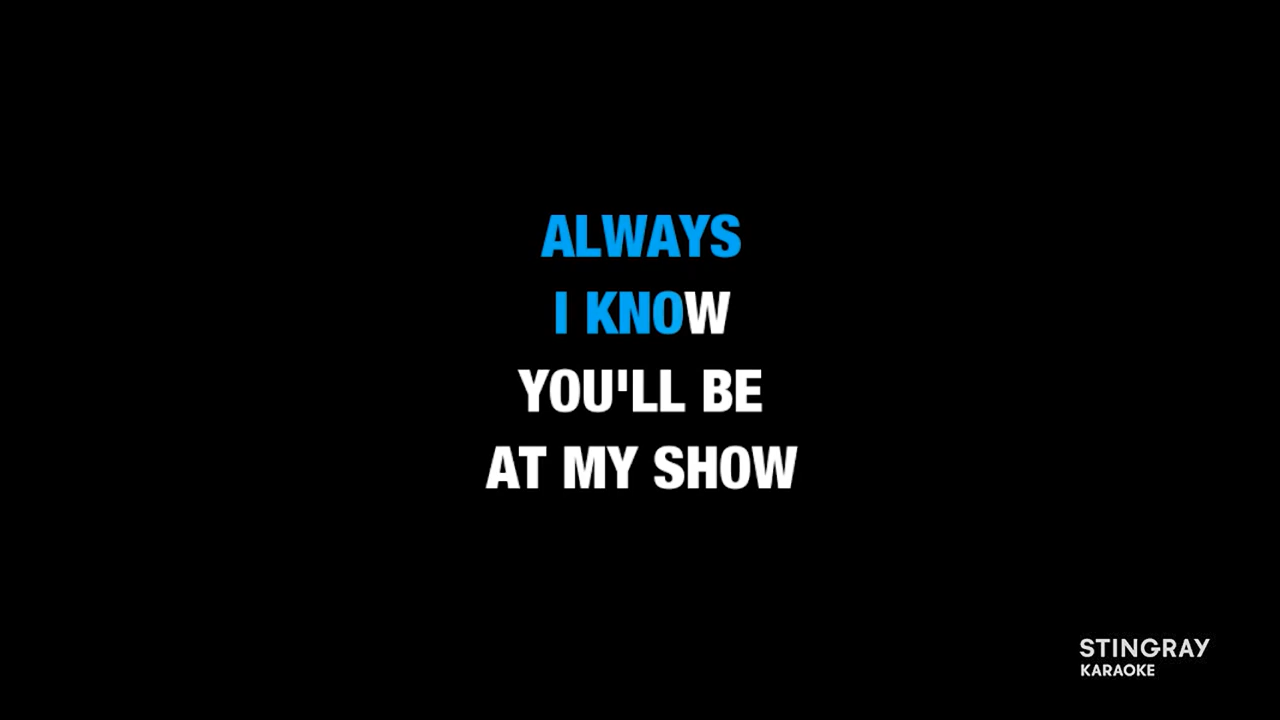 ALWAYS
I KNOW
YOU'LL BE
AT MY SHOW
STINGRAY
KARAOKE